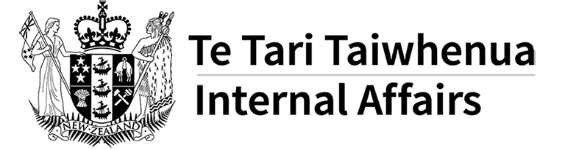 Te Tari Taiwhenua
Internal Affairs
NEW ZEALAND